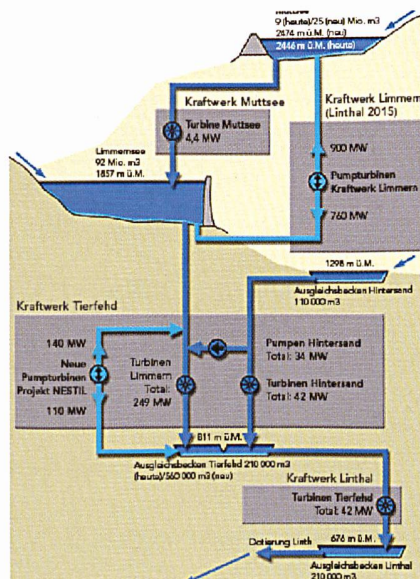 9 (heute)/25 (neu) Mio. m3
2474 m ü.M. (neu)
2446 m ü.M. (heute)
Kraftwerk Muttsee
Turbine Muttsee
4,4 MW
Kraftwerk Limmern
(Linthal 2015)
900 MW
Pumpturbinen
Kraftwerk Limmern
760 MW
Limmernsee
92 Mio. m3
1857 m ü.M.
1298 m ü.M.
Ausgleichsbecken Hintersand
110 000 m3
Kraftwerk Tierfehd
140 MW
Neue
Pumpturbinen
Projekt NESTIL
110 MW
Turbinen
Limmern
Total:
249 MW
Pumpen Hintersand
Total: 34 MW
Turbinen Hintersand
Total: 42 MW
811 m ü.M.
Ausgleichsbecken Tierfehd 210 000 m3
(heute)/560 000 m3 (neu)
Kraftwerk Linthal
Turbinen Tierfehd
Total: 42 MW
Dotierung Linth
676 m ü.M.
Ausgleichsbecken Linthal
210 000 m3